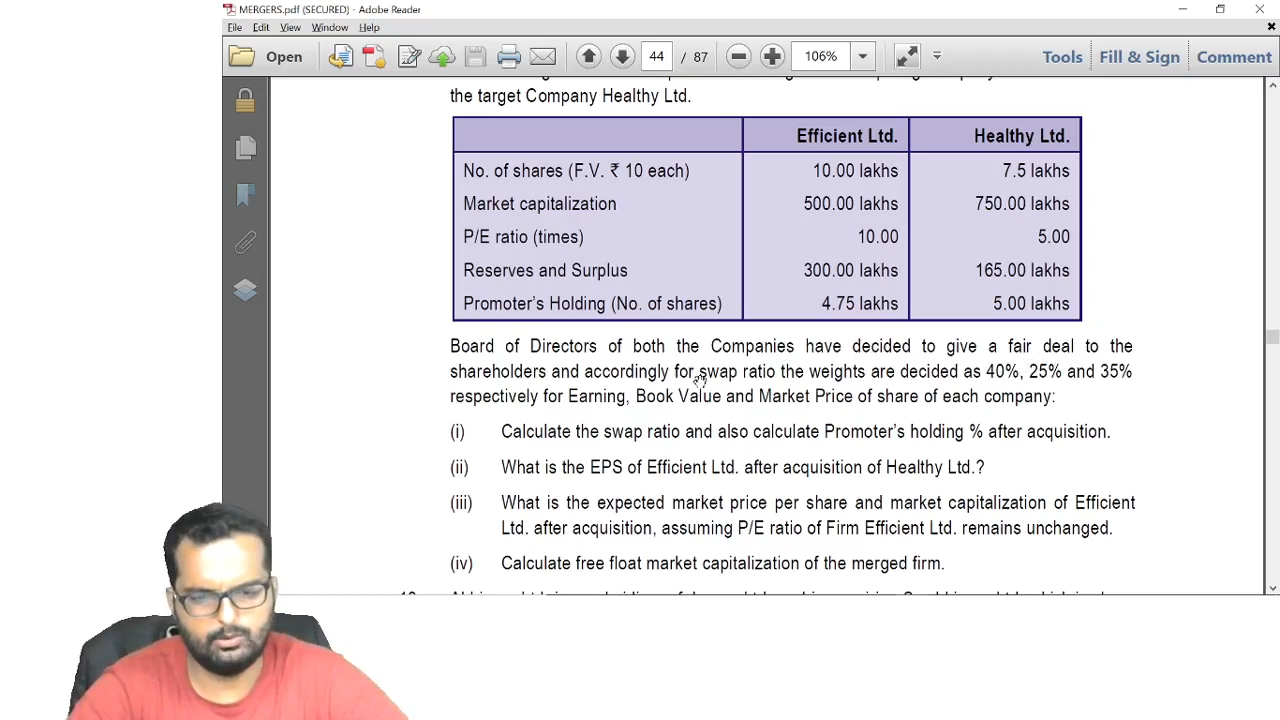 MERGERS.pdf (SECURED) - Adobe Reader
File Edit View Window Help
Open 44 / 87 106% Tools Fill & Sign Comment
the target Company Healthy Ltd.
Efficient Ltd. Healthy Ltd.
No. of shares (F.V. ₹ 10 each) 10.00 lakhs 7.5 lakhs
Market capitalization 500.00 lakhs 750.00 lakhs
P/E ratio (times) 10.00 5.00
Reserves and Surplus 300.00 lakhs 165.00 lakhs
Promoter's Holding (No. of shares) 4.75 lakhs 5.00 lakhs
Board of Directors of both the Companies have decided to give a fair deal to the
shareholders and accordingly for swap ratio the weights are decided as 40%, 25% and 35%
respectively for Earning, Book Value and Market Price of share of each company:
(i) Calculate the swap ratio and also calculate Promoter's holding % after acquisition.
(ii) What is the EPS of Efficient Ltd. after acquisition of Healthy Ltd.?
(iii) What is the expected market price per share and market capitalization of Efficient
Ltd. after acquisition, assuming P/E ratio of Firm Efficient Ltd. remains unchanged.
(iv) Calculate free float market capitalization of the merged firm.